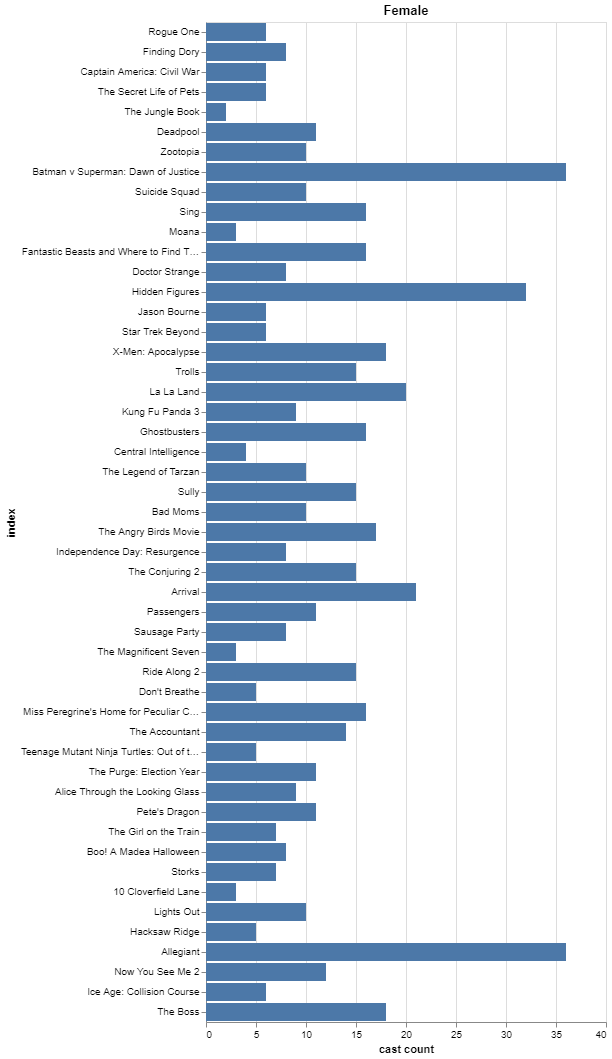 Female
Rogue One
Finding Dory
Captain America: Civil War
The Secret Life of Pets
The Jungle Book
Deadpool
Zootopia
Batman v Superman: Dawn of Justice
Suicide Squad
Sing
Moana
Fantastic Beasts and Where to Find T…
Doctor Strange
Hidden Figures
Jason Bourne
Star Trek Beyond
X-Men: Apocalypse
Trolls
La La Land
Kung Fu Panda 3
Ghostbusters
Central Intelligence
The Legend of Tarzan
Sully
Bad Moms
The Angry Birds Movie
Independence Day: Resurgence
The Conjuring 2
Arrival
Passengers
Sausage Party
The Magnificent Seven
Ride Along 2
Don't Breathe
Miss Peregrine's Home for Peculiar C…
The Accountant
Teenage Mutant Ninja Turtles: Out of t…
The Purge: Election Year
Alice Through the Looking Glass
Pete's Dragon
The Girl on the Train
Boo! A Madea Halloween
Storks
10 Cloverfield Lane
Lights Out
Hacksaw Ridge
Allegiant
Now You See Me 2
Ice Age: Collision Course
The Boss
index
0 5 10 15 20 25 30 35 40
cast count